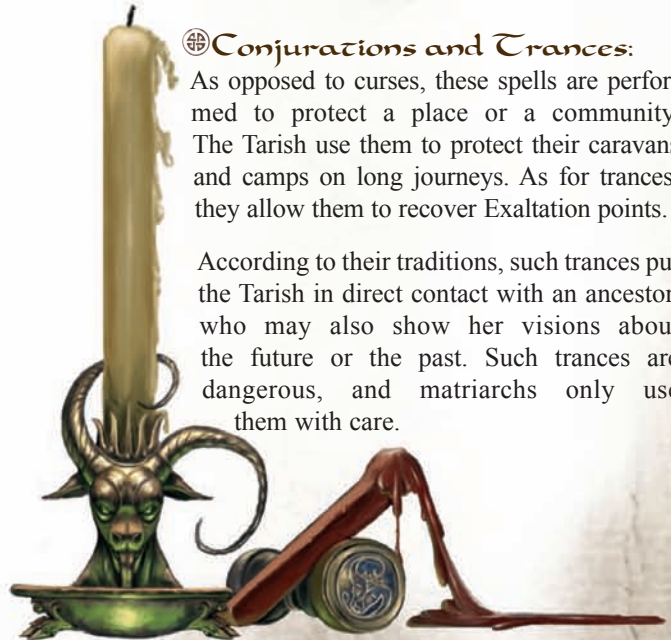 Conjurations and Trances:
As opposed to curses, these spells are perfor
med to protect a place or a community
The Tarish use them to protect their caravans
and camps on long journeys. As for trances
they allow them to recover Exaltation points.
According to their traditions, such trances pu
the Tarish in direct contact with an ancestor
who may also show her visions abou
the future or the past. Such trances are
dangerous, and matriarchs only use
them with care.